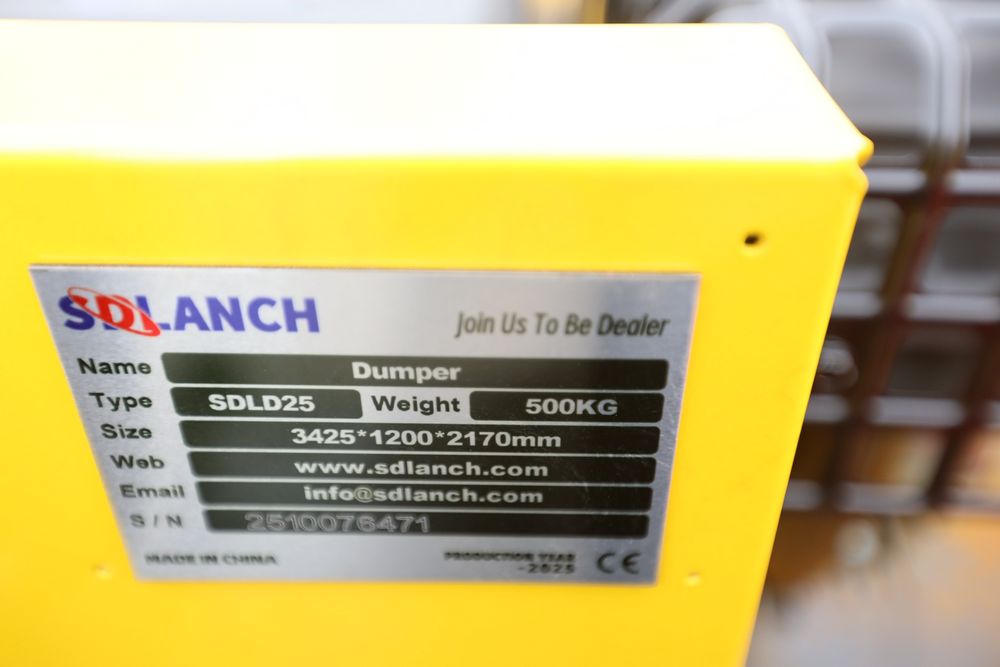 SDLANCH
Join Us To Be Dealer
Name Dumper
Type SDLD25 Weight 500KG
Size 3425*1200*2170mm
Web www.sdlanch.com
Email info@sdlanch.com
S/N 2510076471
MADE IN CHINA
PRODUCTION YEAR
-2025 CE